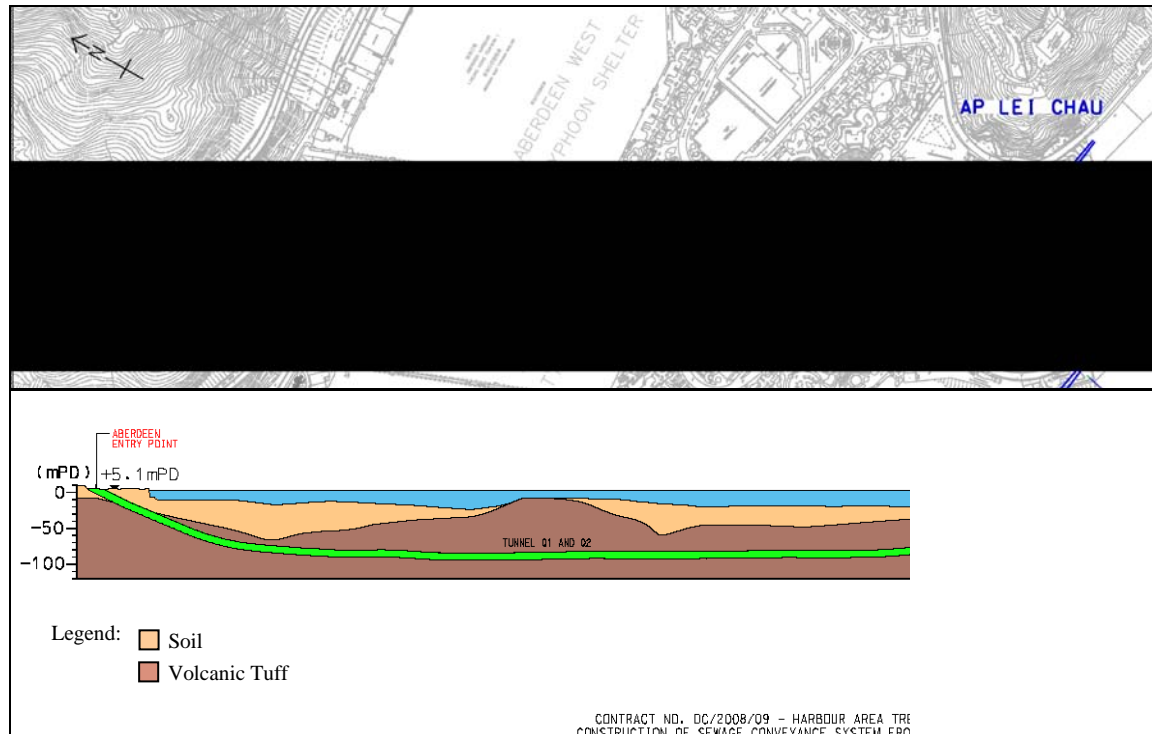 N
ABERDEEN WEST
YPHOON SHELTER
AP LEI CHAU
ABERDEEN
ENTRY POINT
(mPD) +5.1mPD
0
-50
TUNNEL Q1 AND Q2
-100
Legend:
Soil
Volcanic Tuff
CONTRACT NO. DC/2008/09 - HARBOUR AREA TRE
CONSTRUCTION OF SEWAGE CONVEYANCE SYSTEM FRO